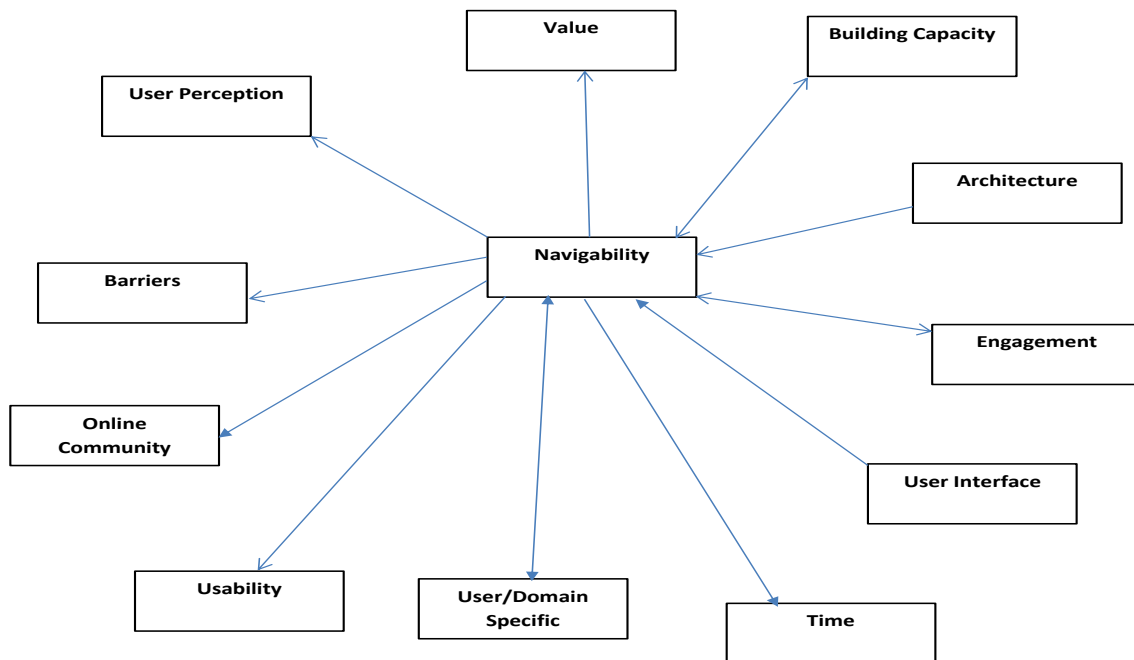 Value
Building Capacity
User Perception
Architecture
Navigability
Barriers
Engagement
Online
Community
User Interface
Usability
User/Domain
Specific
Time